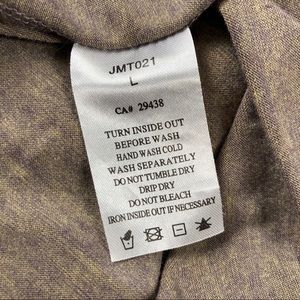 JMT021
L
CA# 29438
TURN INSIDE OUT
BEFORE WASH
HAND WASH COLD
WASH SEPARATELY
DO NOT TUMBLE DRY
DRIP DRY
DO NOT BLEACH
IRON INSIDE OUT IF NECESSARY